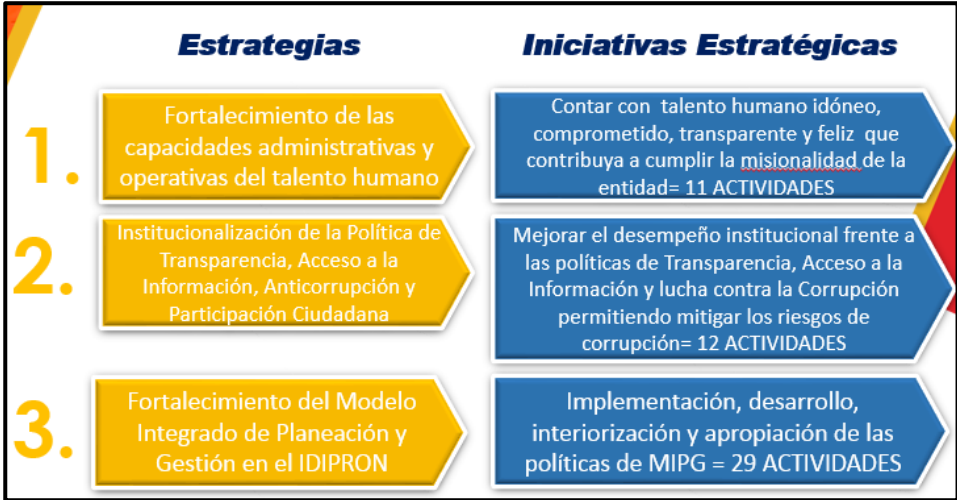 Estrategias
Iniciativas Estratégicas
1.
Fortalecimiento de las
capacidades administrativas y
operativas del talento humano
Contar con talento humano idóneo,
comprometido, transparente y feliz que
contribuya a cumplir la misionalidad de la
entidad= 11 ACTIVIDADES
2.
Institucionalización de la Política de
Transparencia, Acceso a la
Información, Anticorrupción y
Participación Ciudadana
Mejorar el desempeño institucional frente a
las políticas de Transparencia, Acceso a la
Información y lucha contra la Corrupción
permitiendo mitigar los riesgos de
corrupción= 12 ACTIVIDADES
3.
Fortalecimiento del Modelo
Integrado de Planeación y
Gestión en el IDIPRON
Implementación, desarrollo,
interiorización y apropiación de las
políticas de MIPG = 29 ACTIVIDADES